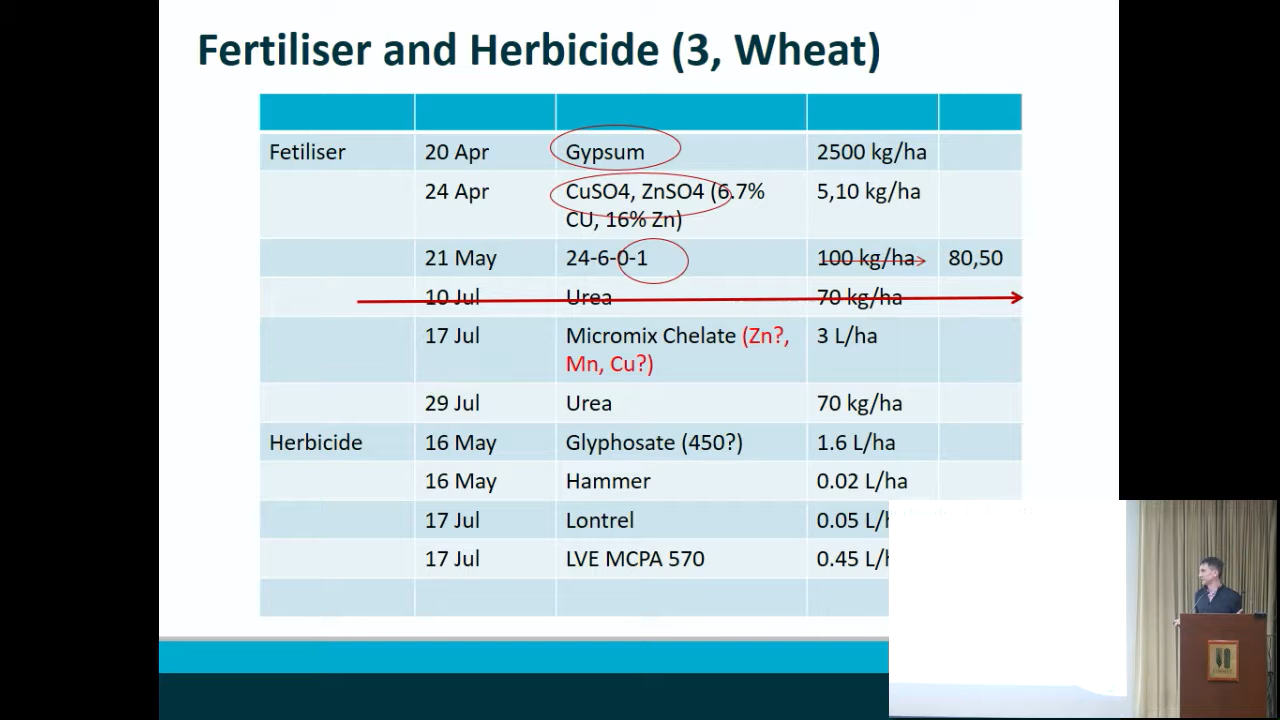 Fertiliser and Herbicide (3, Wheat)
Fetiliser 20 Apr Gypsum 2500 kg/ha
24 Apr CuSO4, ZnSO4 (6.7% 5,10 kg/ha
CU, 16% Zn)
21 May 24-6-0-1 100 kg/ha 80,50
10 Jul Urea 70 kg/ha
17 Jul Micromix Chelate (Zn?, 3 L/ha
Mn, Cu?)
29 Jul Urea 70 kg/ha
Herbicide 16 May Glyphosate (450?) 1.6 L/ha
16 May Hammer 0.02 L/ha
17 Jul Lontrel 0.05 L/
17 Jul LVE MCPA 570 0.45 L/